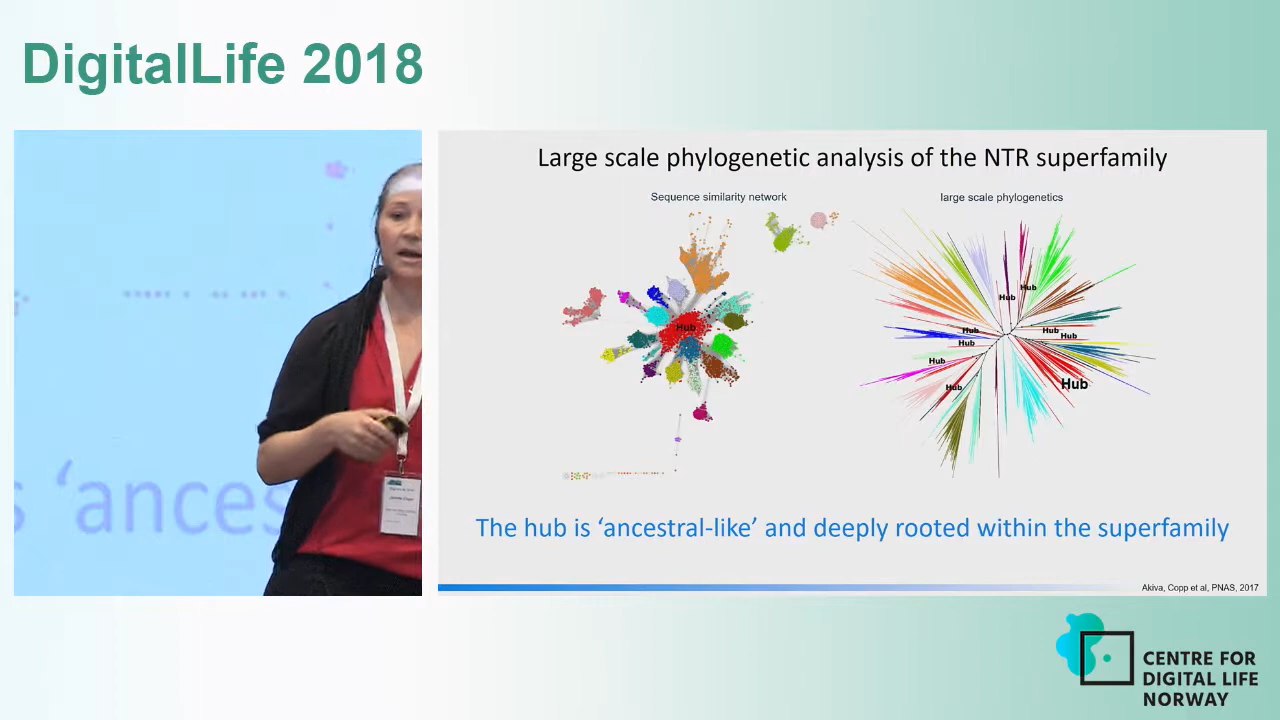 DigitalLife 2018
Large scale phylogenetic analysis of the NTR superfamily
Sequence similarity network
large scale phylogenetics
Hub
Hub
Hub
Hub
Hub
Hub
Hub
Hub
Hub
Hub
The hub is ‘ancestral-like’ and deeply rooted within the superfamily
Akiva, Copp et al, PNAS, 2017
s ‘ances
CENTRE FOR
DIGITAL LIFE
NORWAY